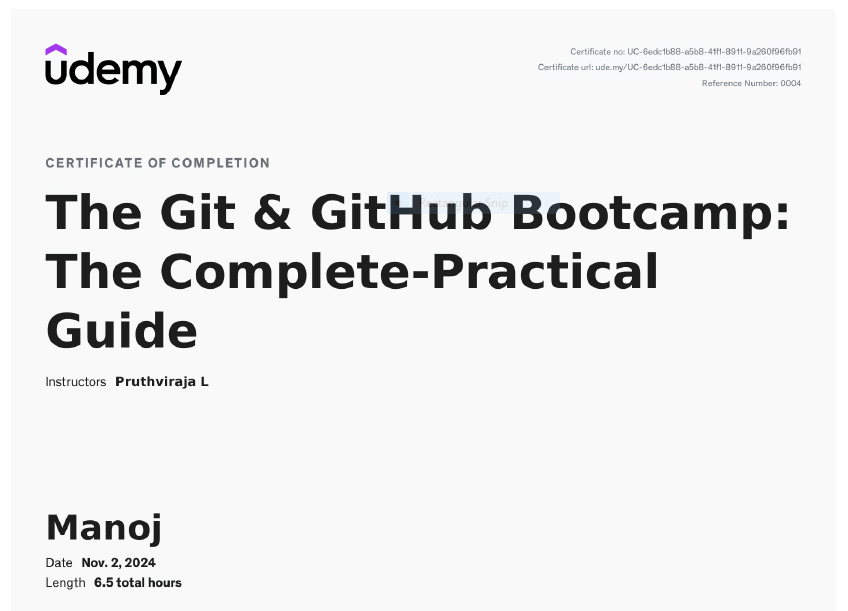 udemy
Certificate no: UC-6edc1b88-a5b8-41f1-8911-9a260f96fb91
Certificate url: ude.my/UC-6edc1b88-a5b8-41f1-8911-9a260f96fb91
Reference Number: 0004
CERTIFICATE OF COMPLETION
The Git & GitHub Bootcamp:
Rectangular Snip
The Complete-Practical
Guide
Instructors Pruthviraja L
Manoj
Date Nov. 2, 2024
Length 6.5 total hours